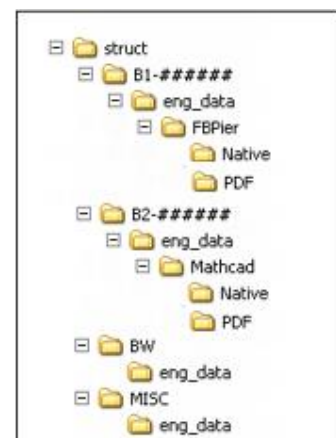 struct
B1-######
eng_data
FBPier
Native
PDF
B2-######
eng_data
Mathcad
Native
PDF
BW
eng_data
MISC
eng_data